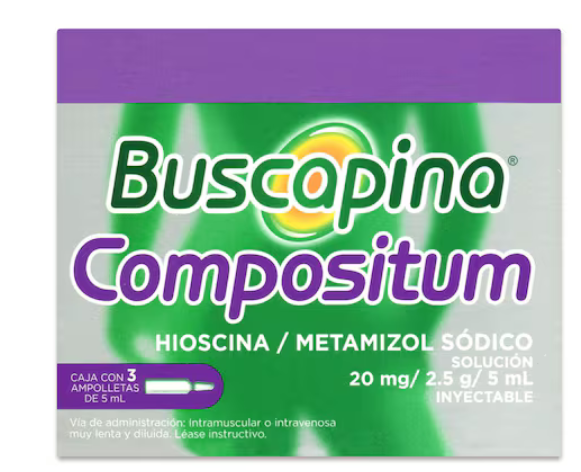 Buscapina®
Compositum
HIOSCINA / METAMIZOL SÓDICO
SOLUCIÓN
20 mg/ 2.5 g/ 5 mL
INYECTABLE
CAJA CON 3
AMPOLLETAS
DE 5 mL
Vía de administración: Intramuscular o intravenosa
muy lenta y diluida. Léase instructivo.